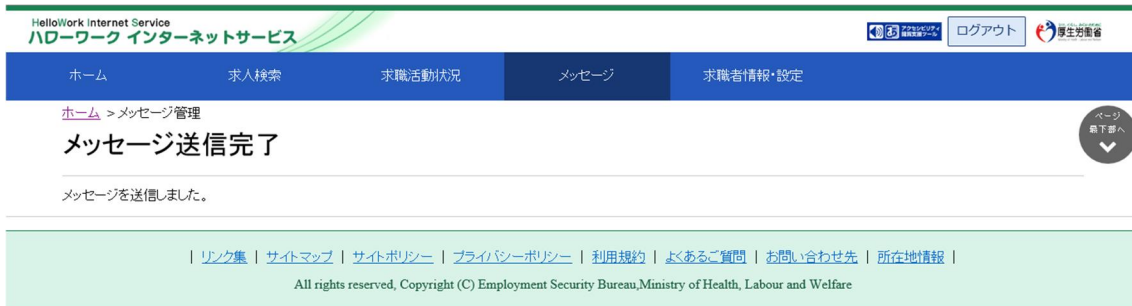 HelloWork Internet Service
ハローワーク インターネットサービス
ログアウト
厚生労働省
ホーム
求人検索
求職活動状況
メッセージ
求職者情報・設定
ホーム > メッセージ管理
ページ
最下部へ
メッセージ送信完了
メッセージを送信しました。
| リンク集 | サイトマップ | サイトポリシー | プライバシーポリシー | 利用規約 | よくあるご質問 | お問い合わせ先 | 所在地情報 |
All rights reserved, Copyright (C) Employment Security Bureau,Ministry of Health, Labour and Welfare